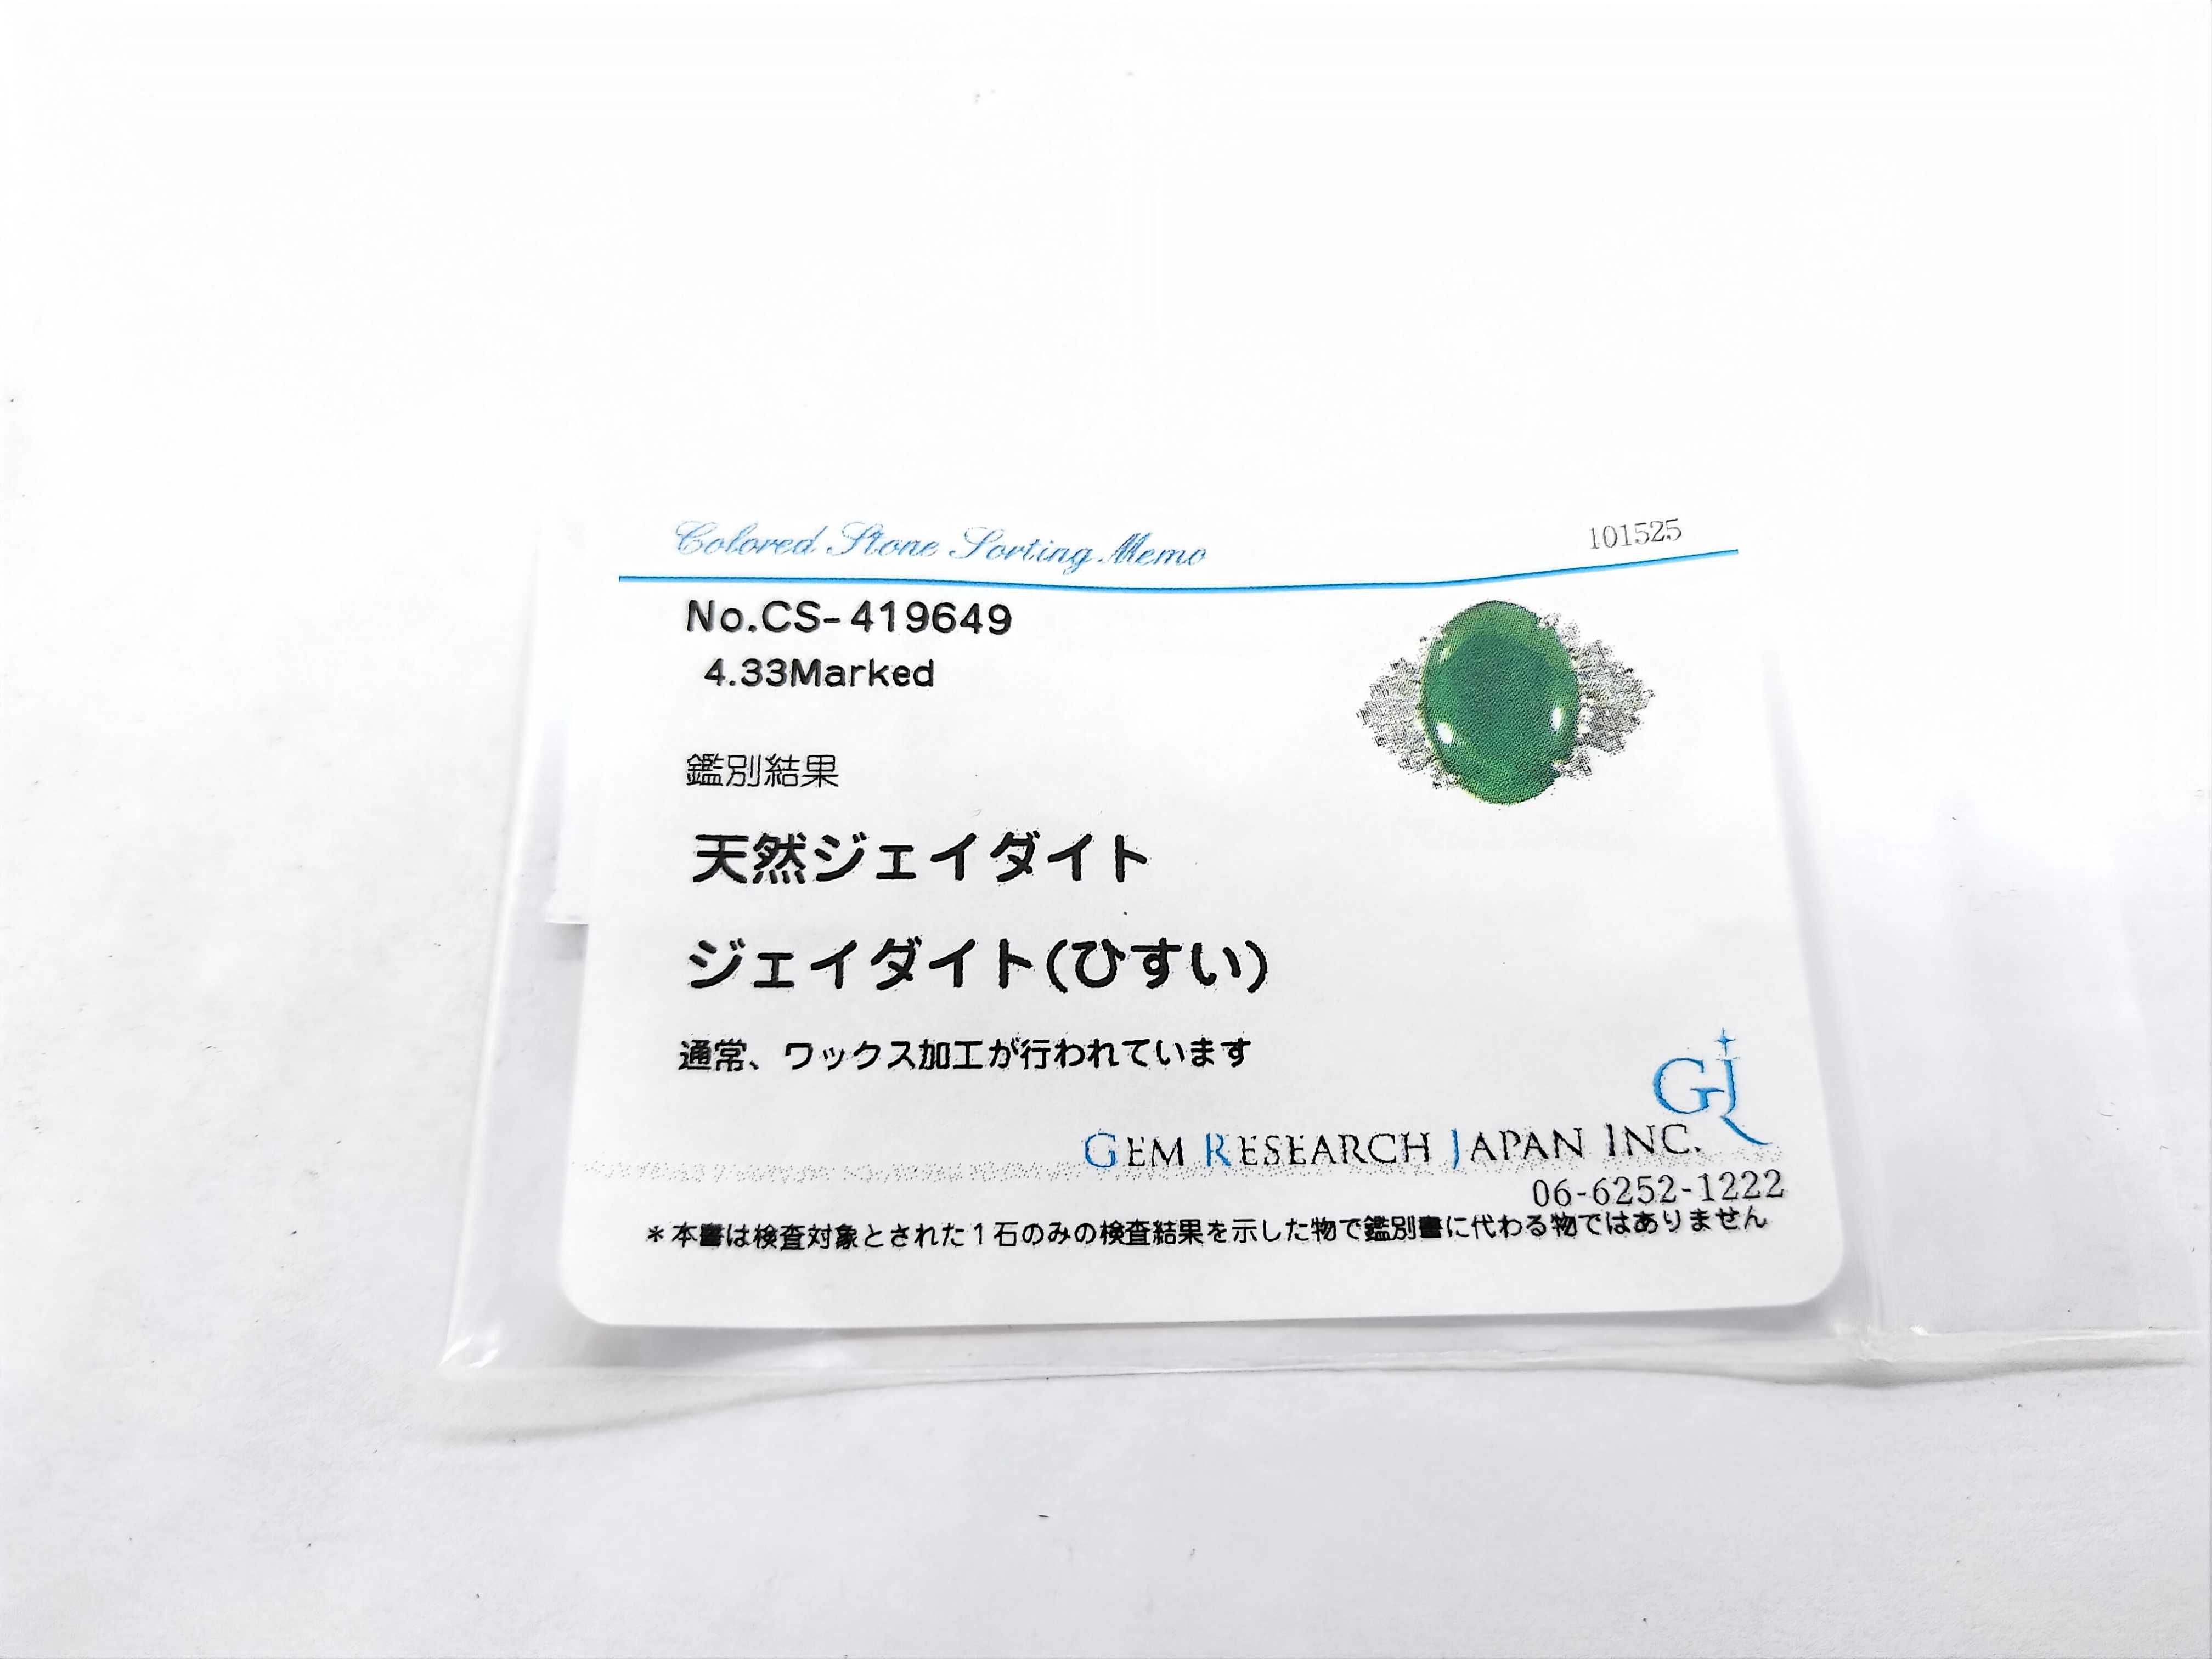 Colored Stone Sorting Memo
101525
No.CS-419649
4.33Marked
鑑別結果
天然ジェイダイト
ジェイダイト(ひすい)
通常、ワックス加工が行われています
GJ
GEM RESEARCH JAPAN INC.
06-6252-1222
*本書は検査対象とされた1石のみの検査結果を示した物で鑑別書に代わる物ではありません